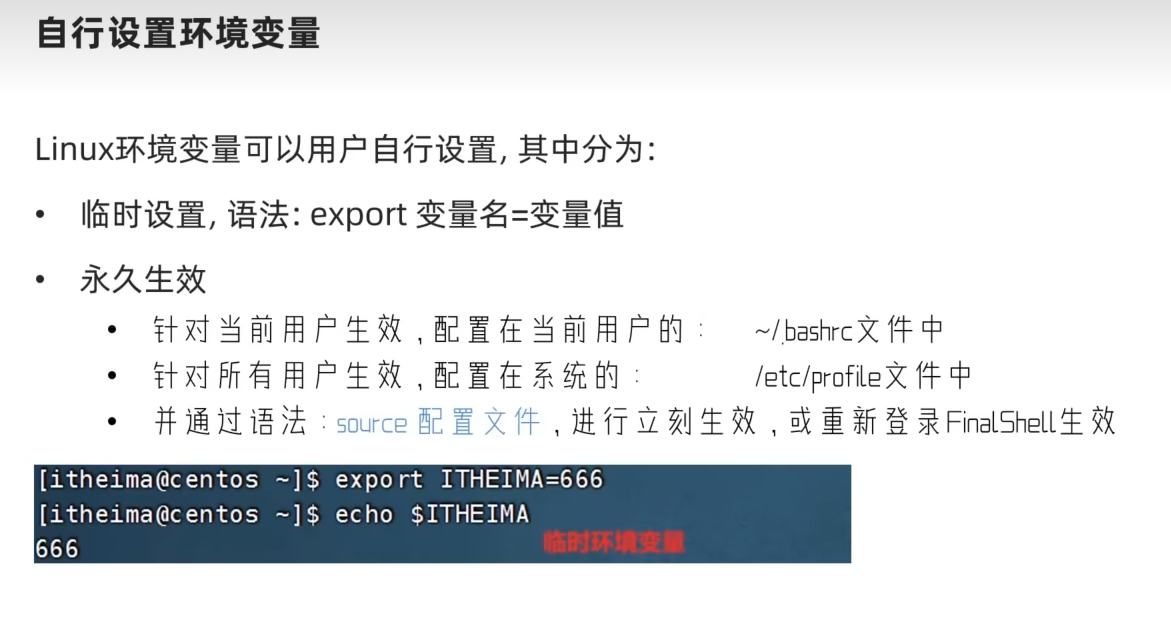 自行设置环境变量
Linux环境变量可以用户自行设置, 其中分为:
• 临时设置, 语法: export 变量名=变量值
• 永久生效
• 针对当前用户生效,配置在当前用户的: ~/.bashrc文件中
• 针对所有用户生效,配置在系统的: /etc/profile文件中
• 并通过语法:source 配置文件,进行立刻生效,或重新登录FinalShell生效
[itheima@centos ~]$ export ITHEIMA=666
[itheima@centos ~]$ echo $ITHEIMA
666
临时环境变量